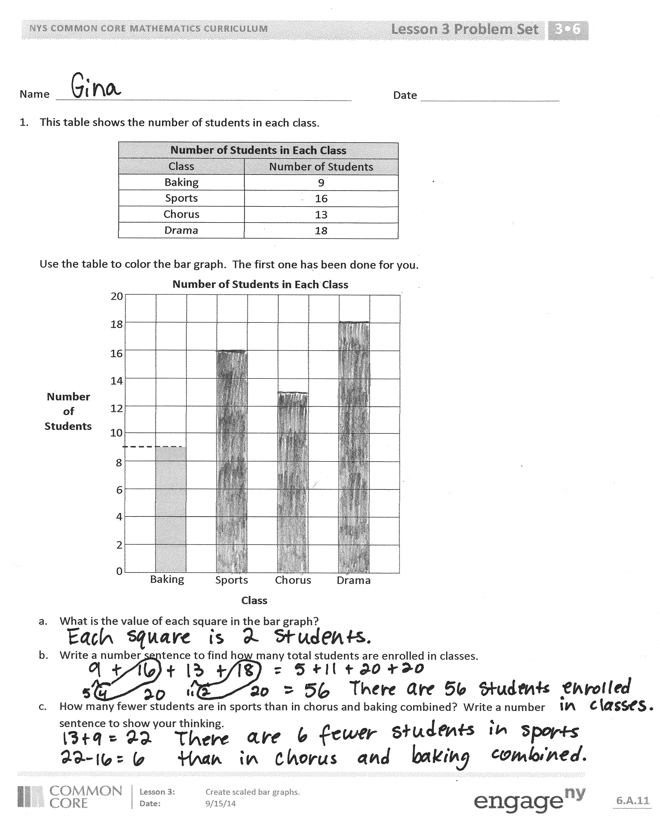 NYS COMMON CORE MATHEMATICS CURRICULUM Lesson 3 Problem Set 3•6
Name Gina Date
1. This table shows the number of students in each class.
Number of Students in Each Class
Class Number of Students
Baking 9
Sports 16
Chorus 13
Drama 18
Use the table to color the bar graph. The first one has been done for you.
Number of Students in Each Class
20
18
16
14
Number
of
Students
12
10
8
6
4
2
0
Baking Sports Chorus Drama
Class
a. What is the value of each square in the bar graph?
Each square is 2 students.
b. Write a number sentence to find how many total students are enrolled in classes.
9 + 16 + 13 + 18 = 5 + 11 + 20 + 20
5 4 20 11 2 20 = 56 There are 56 students enrolled
in classes.
c. How many fewer students are in sports than in chorus and baking combined? Write a number
sentence to show your thinking.
13+9 = 22 There are 6 fewer students in sports
22-16=6 than in chorus and baking combined.
COMMON
CORE
Lesson 3: Create scaled bar graphs.
Date: 9/15/14
engage ny
6.A.11